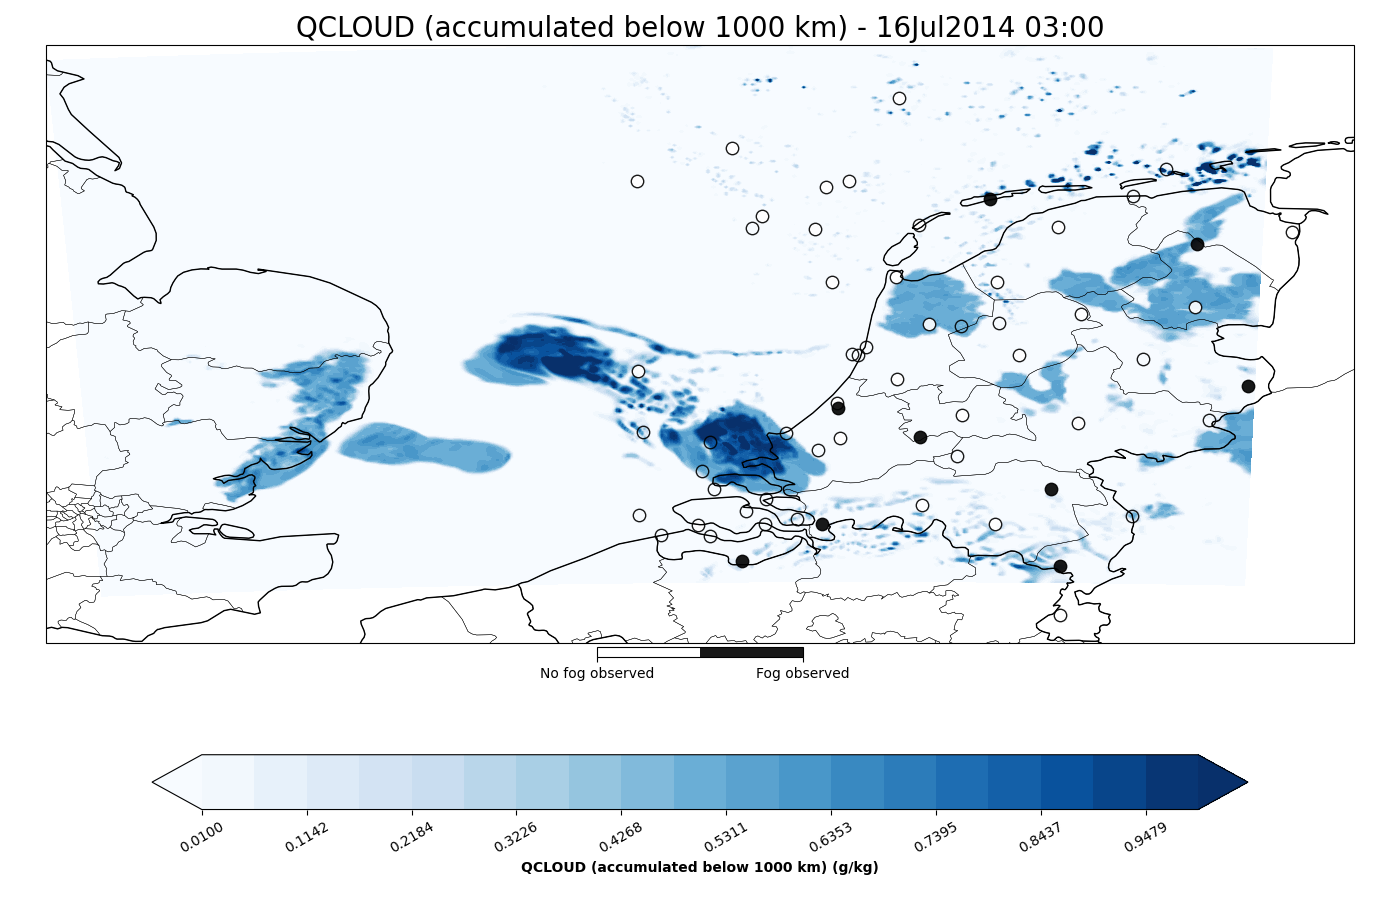 QCLOUD (accumulated below 1000 km) - 16Jul2014 03:00
No fog observed
Fog observed
0.0100
0.1142
0.2184
0.3226
0.4268
0.5311
0.6353
0.7395
0.8437
0.9479
QCLOUD (accumulated below 1000 km) (g/kg)